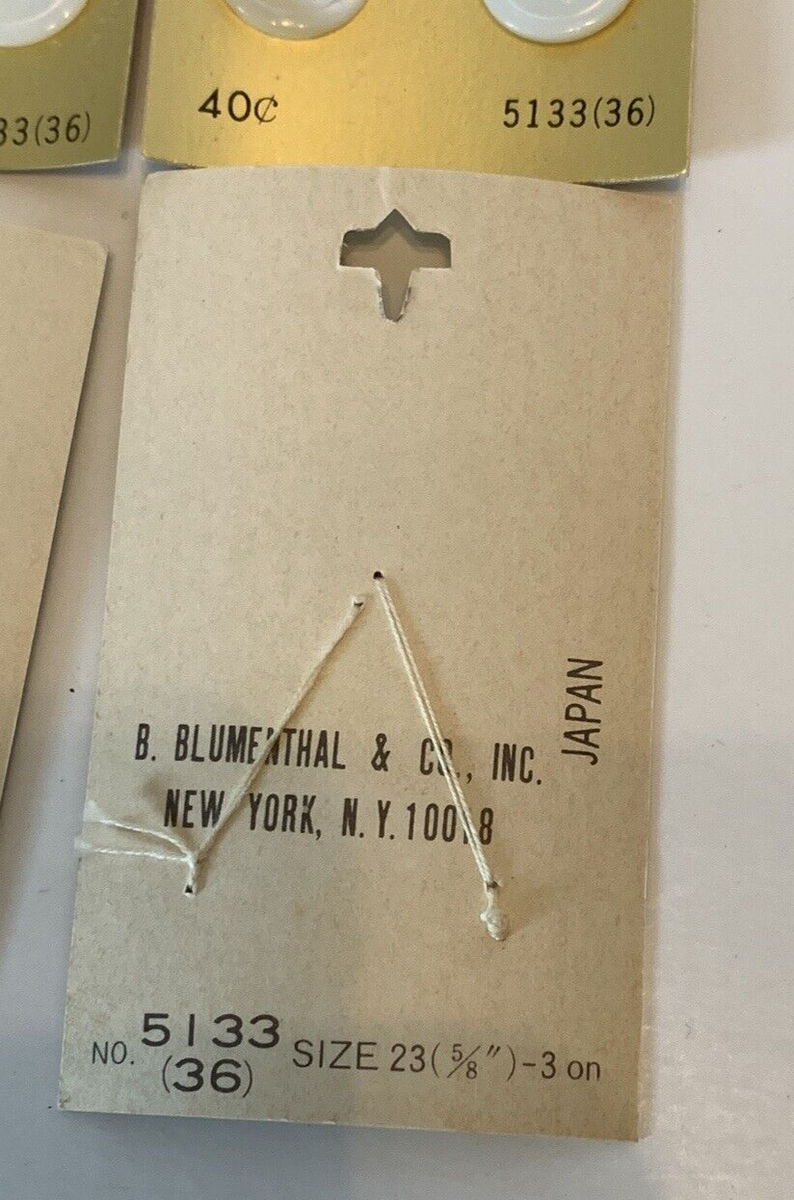 33(36)
40¢ 5133(36)
B. BLUMENTHAL & CO., INC.
NEW YORK, N.Y. 10018
JAPAN
NO. 5133 (36) SIZE 23(5/8")-3 on